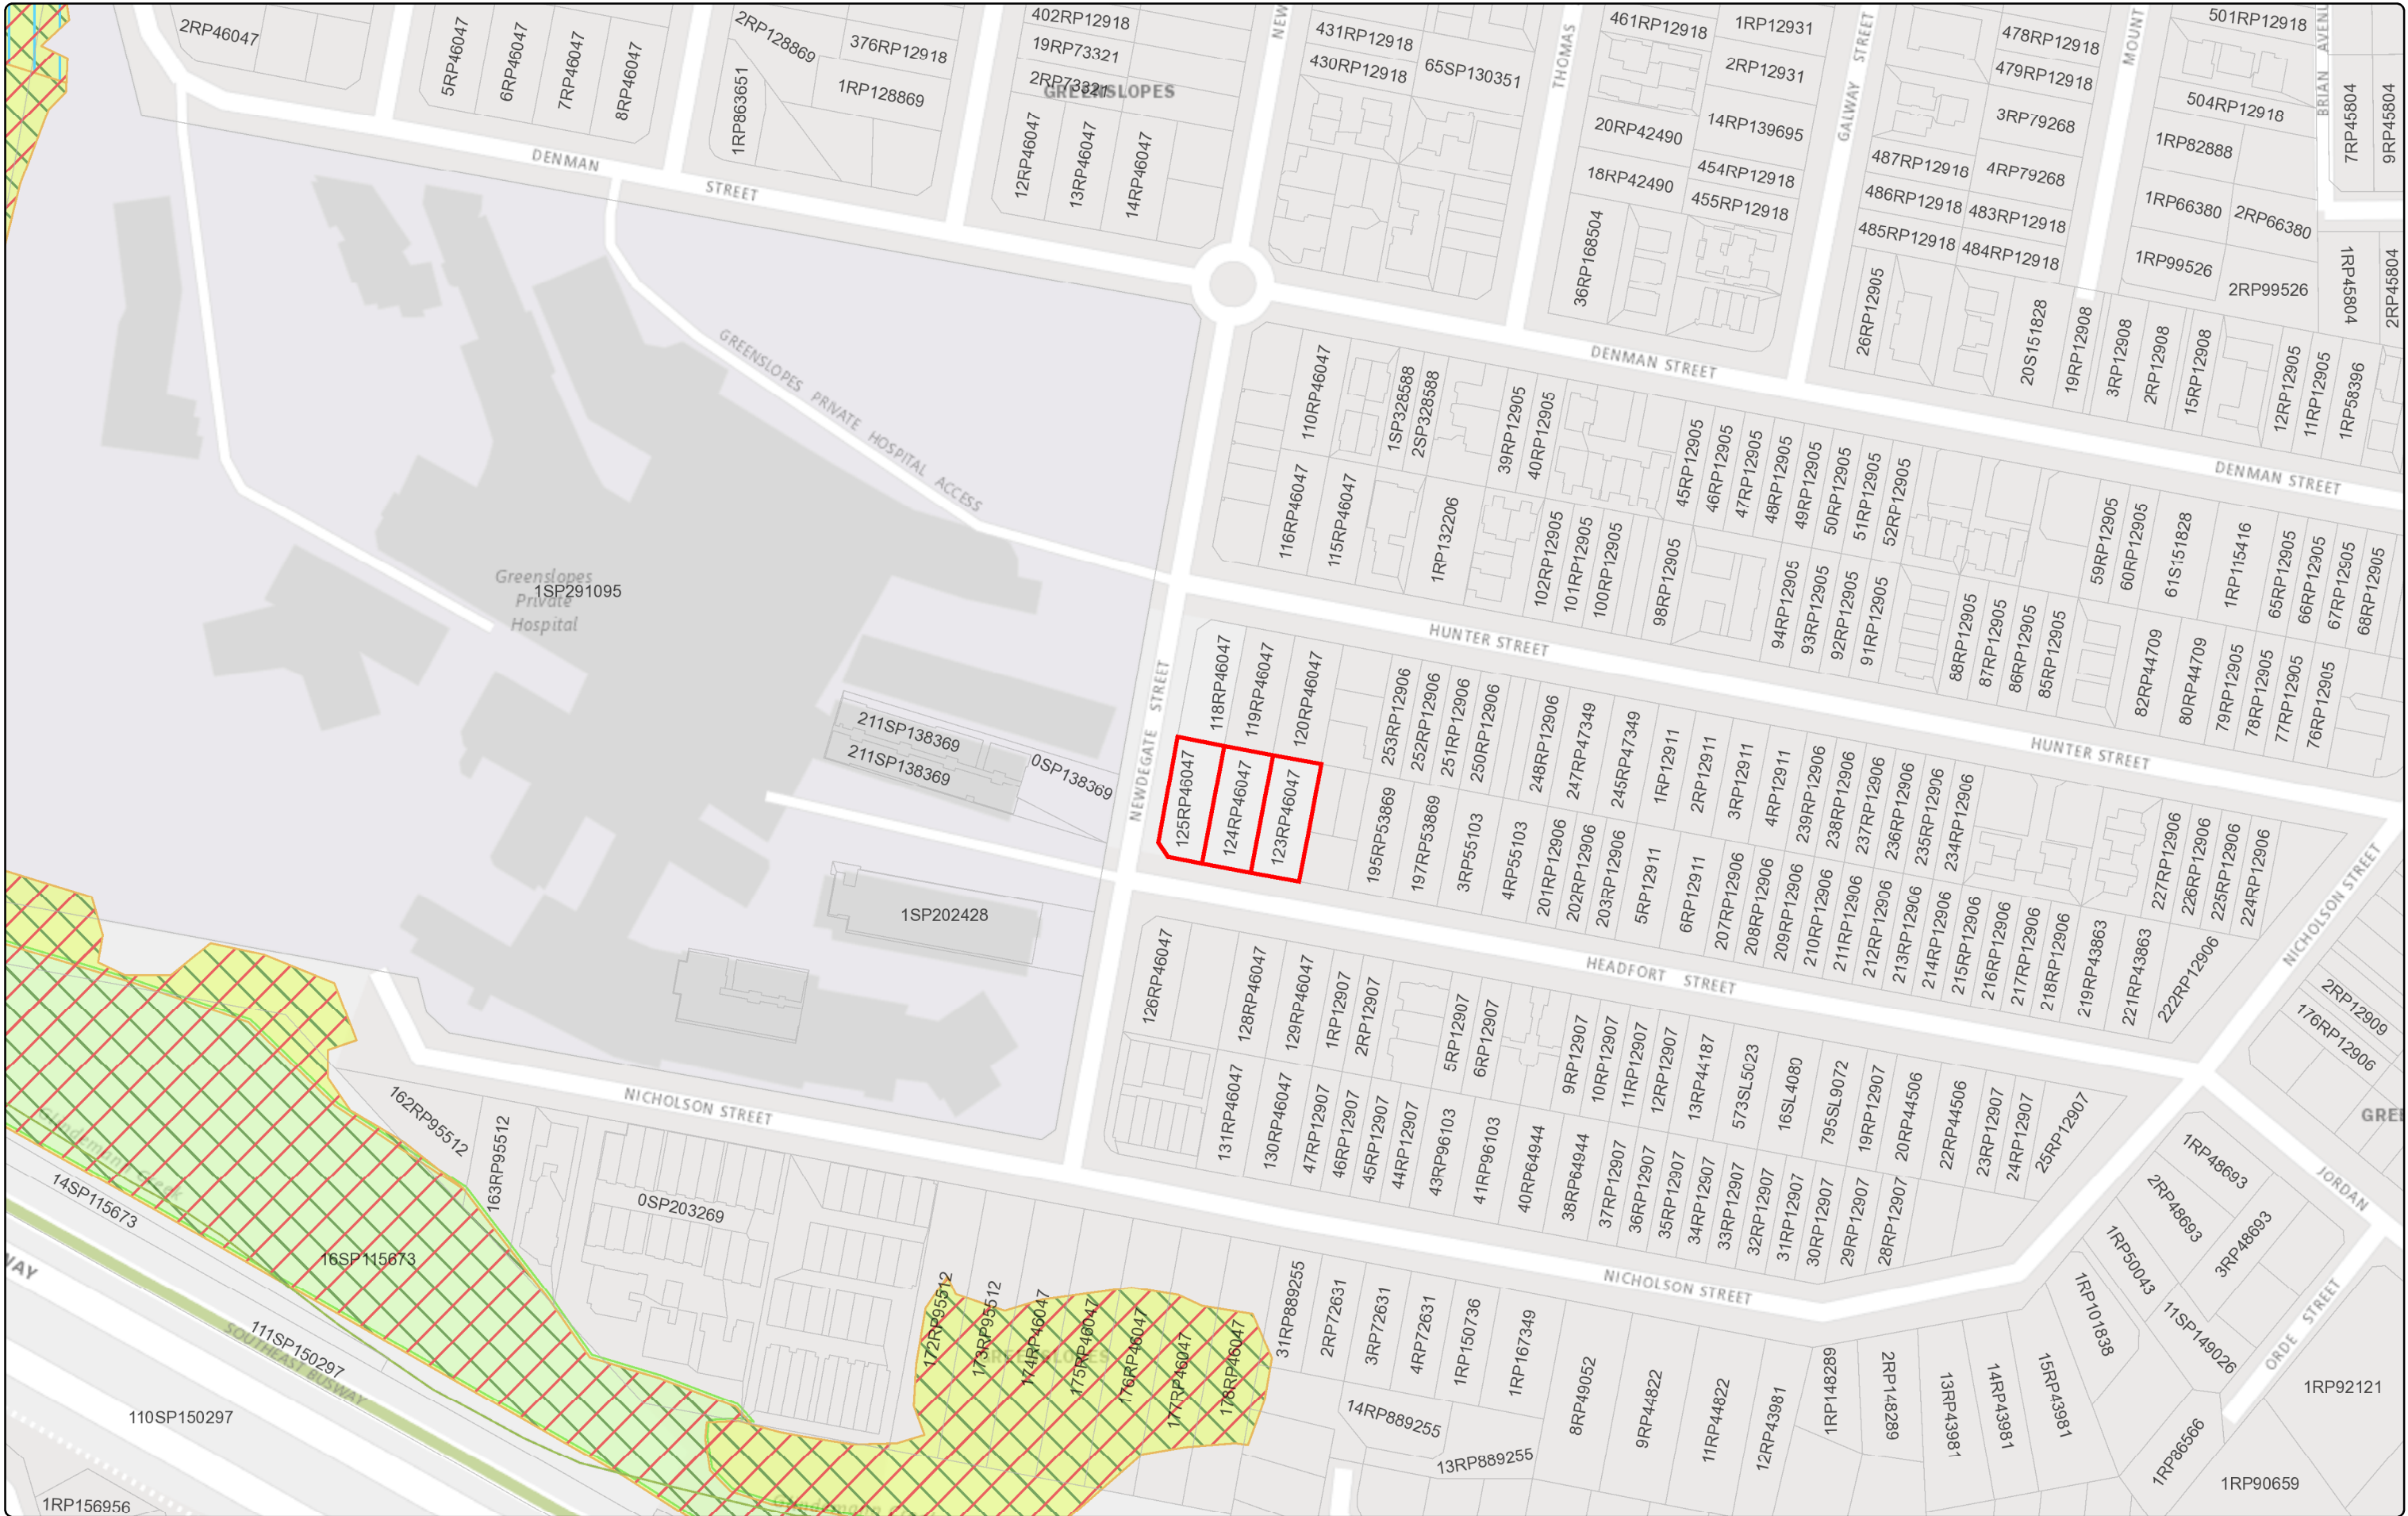 2RP46047
5RP46047
6RP46047
7RP46047
8RP46047
2RP128869
376RP12918
1RP863651
1RP128869
402RP12918
19RP73321
2RP73321
GREENSLOPES
12RP46047
13RP46047
14RP46047
NEW
431RP12918
430RP12918
65SP130351
THOMAS
461RP12918
1RP12931
2RP12931
20RP42490
14RP139695
18RP42490
454RP12918
455RP12918
36RP168504
GALWAY STREET
478RP12918
479RP12918
3RP79268
487RP12918
4RP79268
486RP12918
483RP12918
485RP12918
484RP12918
MOUNT
501RP12918
504RP12918
1RP82888
1RP66380
2RP66380
1RP99526
2RP99526
BRIAN AVENU
7RP45804
9RP45804
1RP45804
2RP45804
DENMAN STREET
26RP12905
20S151828
19RP12908
3RP12908
2RP12908
15RP12908
12RP12905
11RP12905
1RP58396
DENMAN STREET
DENMAN STREET
GREENSLOPES PRIVATE HOSPITAL ACCESS
110RP46047
1SP328588
2SP328588
39RP12905
40RP12905
45RP12905
46RP12905
47RP12905
48RP12905
49RP12905
50RP12905
51RP12905
52RP12905
59RP12905
60RP12905
61S151828
1RP115416
65RP12905
66RP12905
67RP12905
68RP12905
116RP46047
115RP46047
1RP132206
102RP12905
101RP12905
100RP12905
98RP12905
94RP12905
93RP12905
92RP12905
91RP12905
88RP12905
87RP12905
86RP12905
85RP12905
82RP44709
80RP44709
79RP12905
78RP12905
77RP12905
76RP12905
Greenslopes
Private
Hospital
1SP291095
HUNTER STREET
HUNTER STREET
NEWDEGATE STREET
118RP46047
119RP46047
120RP46047
253RP12906
252RP12906
251RP12906
250RP12906
248RP12906
247RP47349
245RP47349
1RP12911
2RP12911
3RP12911
4RP12911
239RP12906
238RP12906
237RP12906
236RP12906
235RP12906
234RP12906
227RP12906
226RP12906
225RP12906
224RP12906
211SP138369
211SP138369
0SP138369
125RP46047
124RP46047
123RP46047
195RP53869
197RP53869
3RP55103
4RP55103
201RP12906
202RP12906
203RP12906
5RP12911
6RP12911
207RP12906
208RP12906
209RP12906
210RP12906
211RP12906
212RP12906
213RP12906
214RP12906
215RP12906
216RP12906
217RP12906
218RP12906
219RP43863
221RP43863
222RP12906
NICHOLSON STREET
1SP202428
HEADFORT STREET
2RP12909
176RP12906
126RP46047
128RP46047
129RP46047
1RP12907
2RP12907
5RP12907
6RP12907
9RP12907
10RP12907
11RP12907
12RP12907
13RP44187
573SL5023
16SL4080
795SL9072
19RP12907
20RP44506
22RP44506
23RP12907
24RP12907
25RP12907
131RP46047
130RP46047
47RP12907
46RP12907
45RP12907
44RP12907
43RP96103
41RP96103
40RP64944
38RP64944
37RP12907
36RP12907
35RP12907
34RP12907
33RP12907
32RP12907
31RP12907
30RP12907
29RP12907
28RP12907
GREE
JORDAN
1RP48693
2RP48693
3RP48693
1RP50043
11SP149026
1RP101838
ORDE STREET
NICHOLSON STREET
NICHOLSON STREET
162RP95512
163RP95512
0SP203269
Glindemann Creek
14SP115673
16SP115673
WAY
SOUTHEAST BUSWAY
111SP150297
110SP150297
1RP156956
172RP95512
173RP95512
174RP46047
175RP46047
176RP46047
177RP46047
178RP46047
GREENSLOPES
Glindemann
31RP889255
2RP72631
3RP72631
4RP72631
1RP150736
1RP167349
14RP889255
13RP889255
8RP49052
9RP44822
11RP44822
12RP43981
1RP148289
2RP148289
13RP43981
14RP43981
15RP43981
1RP86566
1RP92121
1RP90659